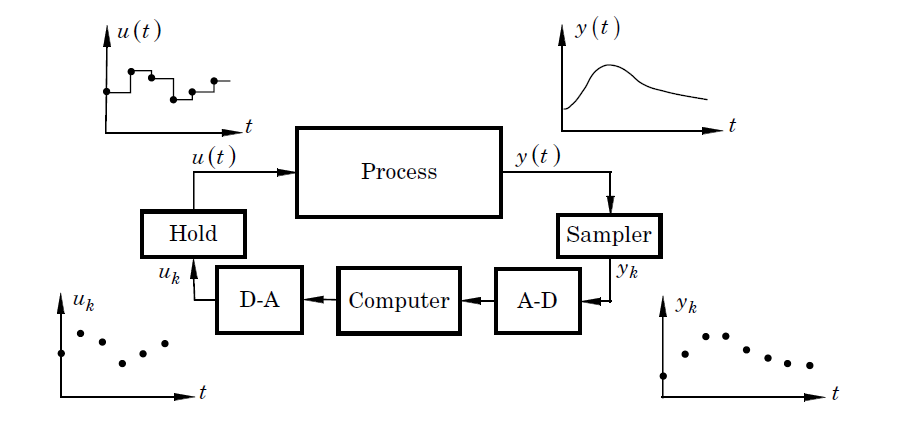 u(t)
y(t)
t
t
u(t)
Process
y(t)
Hold
Sampler
u_k
y_k
D-A
Computer
A-D
u_k
y_k
t
t